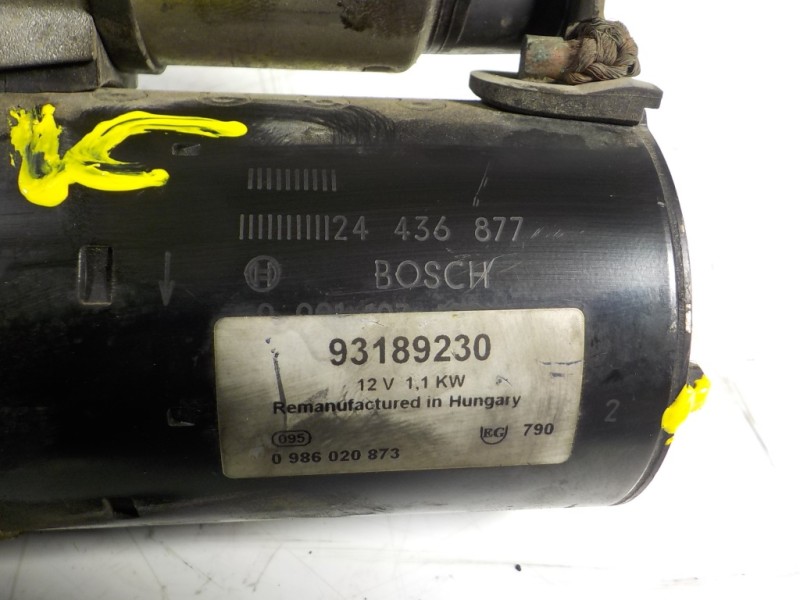 24 436 877
BOSCH
93189230
12 V 1,1 KW
Remanufactured in Hungary
095 EG 790
0 986 020 873
2